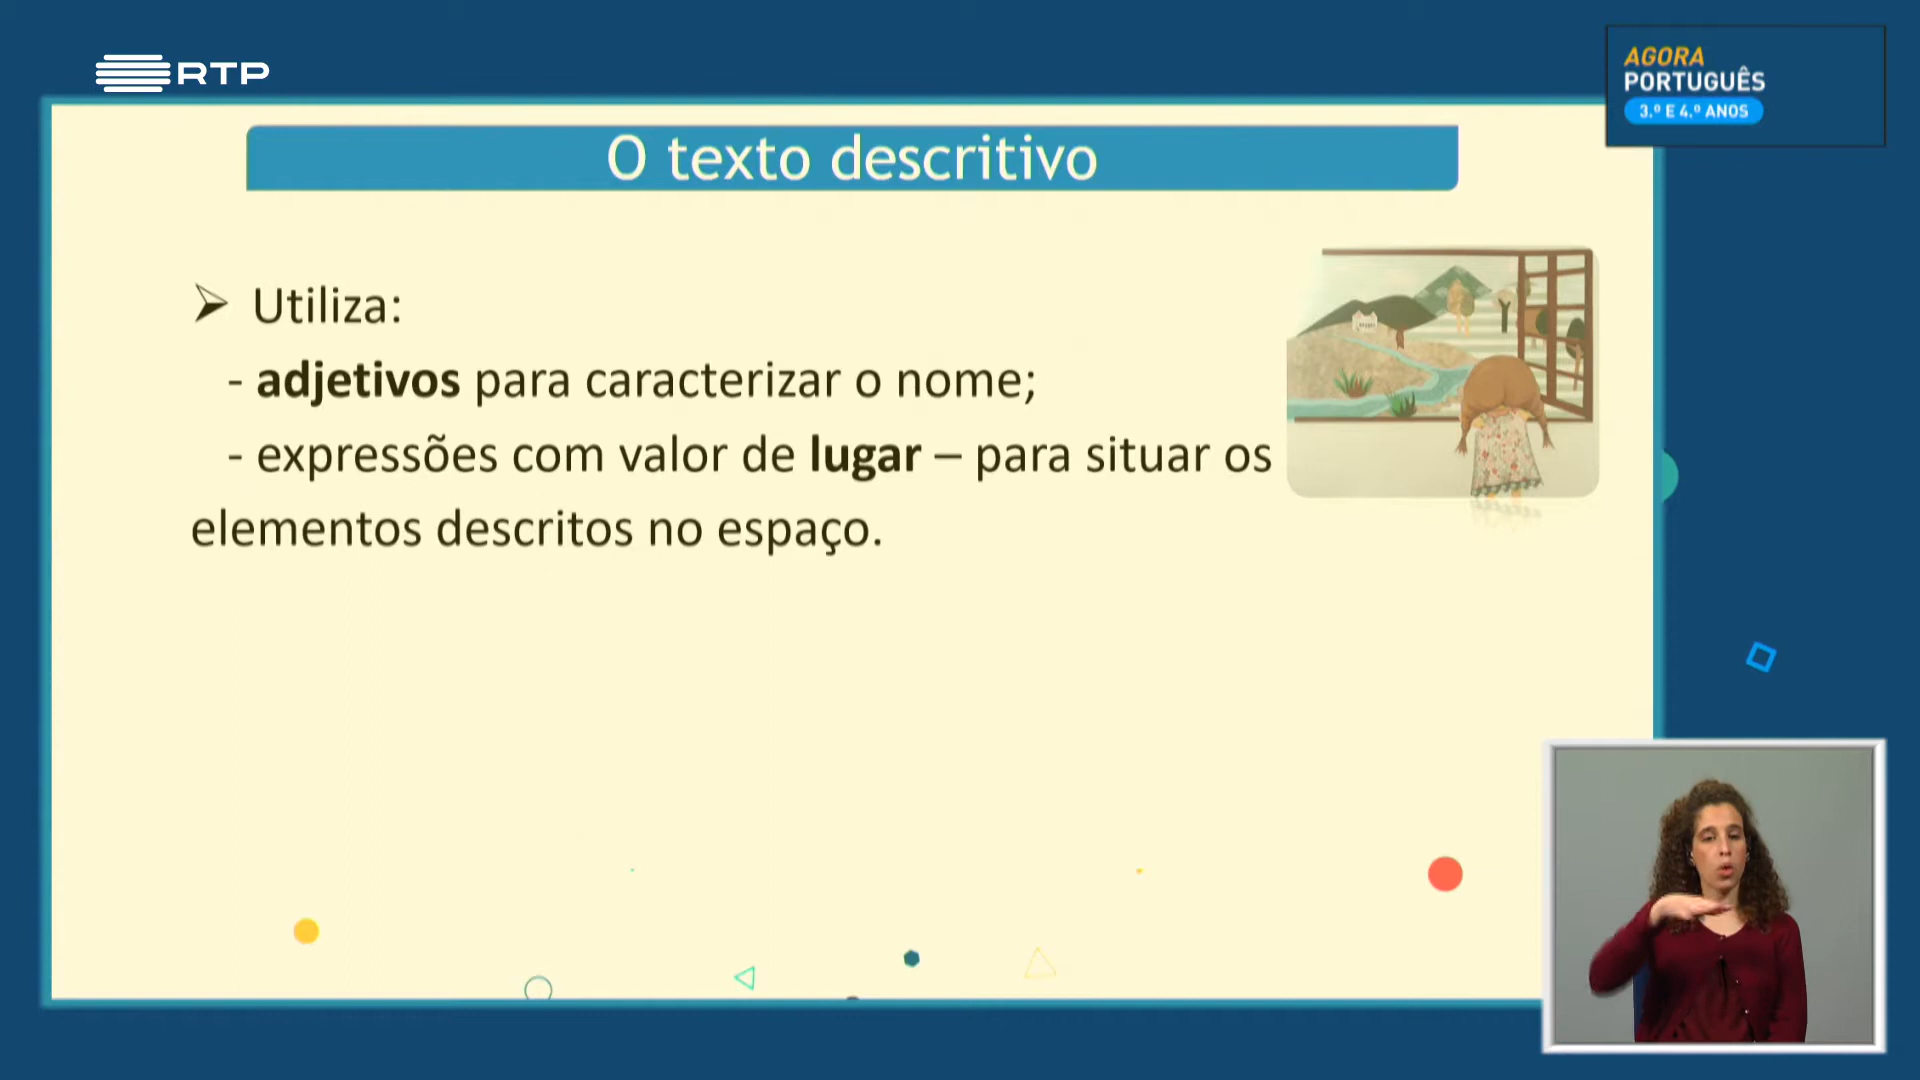 RTP
AGORA
PORTUGUÊS
3.º E 4.º ANOS
O texto descritivo
➢ Utiliza:
- adjetivos para caracterizar o nome;
- expressões com valor de lugar – para situar os
elementos descritos no espaço.